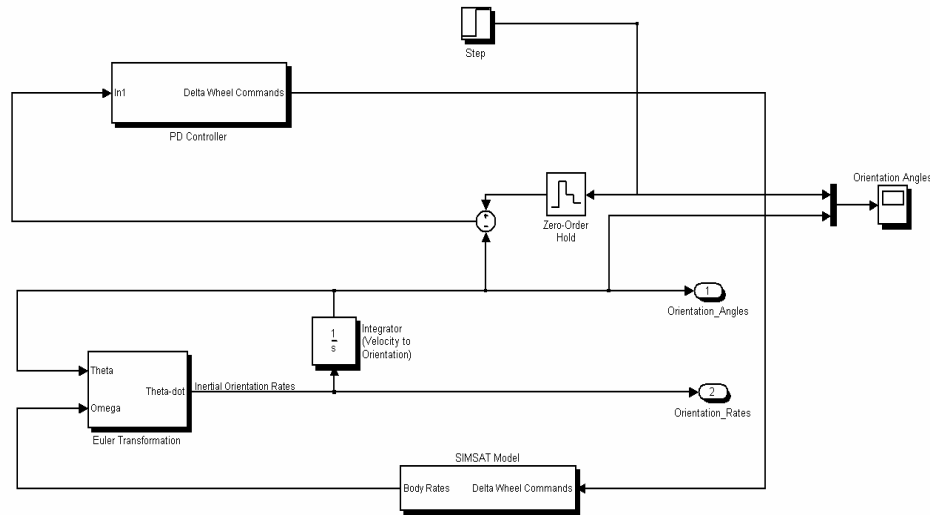 Step
In1
Delta Wheel Commands
PD Controller
Orientation Angles
+
−
Zero-Order
Hold
1
Orientation_Angles
1
s
Integrator
(Velocity to
Orientation)
Theta
Theta-dot
Omega
Euler Transformation
Inertial Orientation Rates
2
Orientation_Rates
SIMSAT Model
Body Rates
Delta Wheel Commands